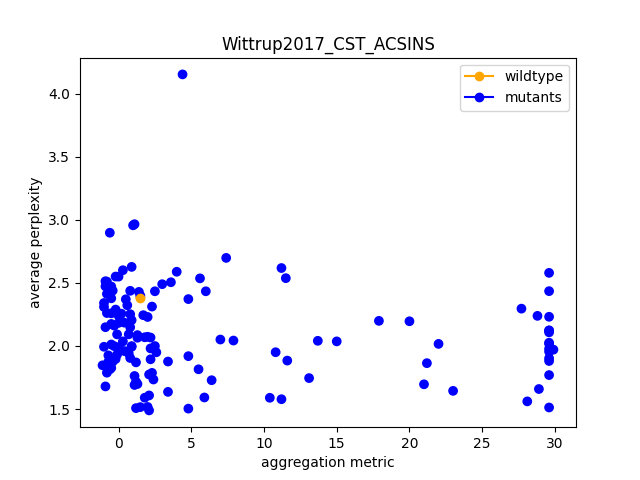 Wittrup2017_CST_ACSINS
wildtype
mutants
average perplexity
4.0
3.5
3.0
2.5
2.0
1.5
0 5 10 15 20 25 30
aggregation metric